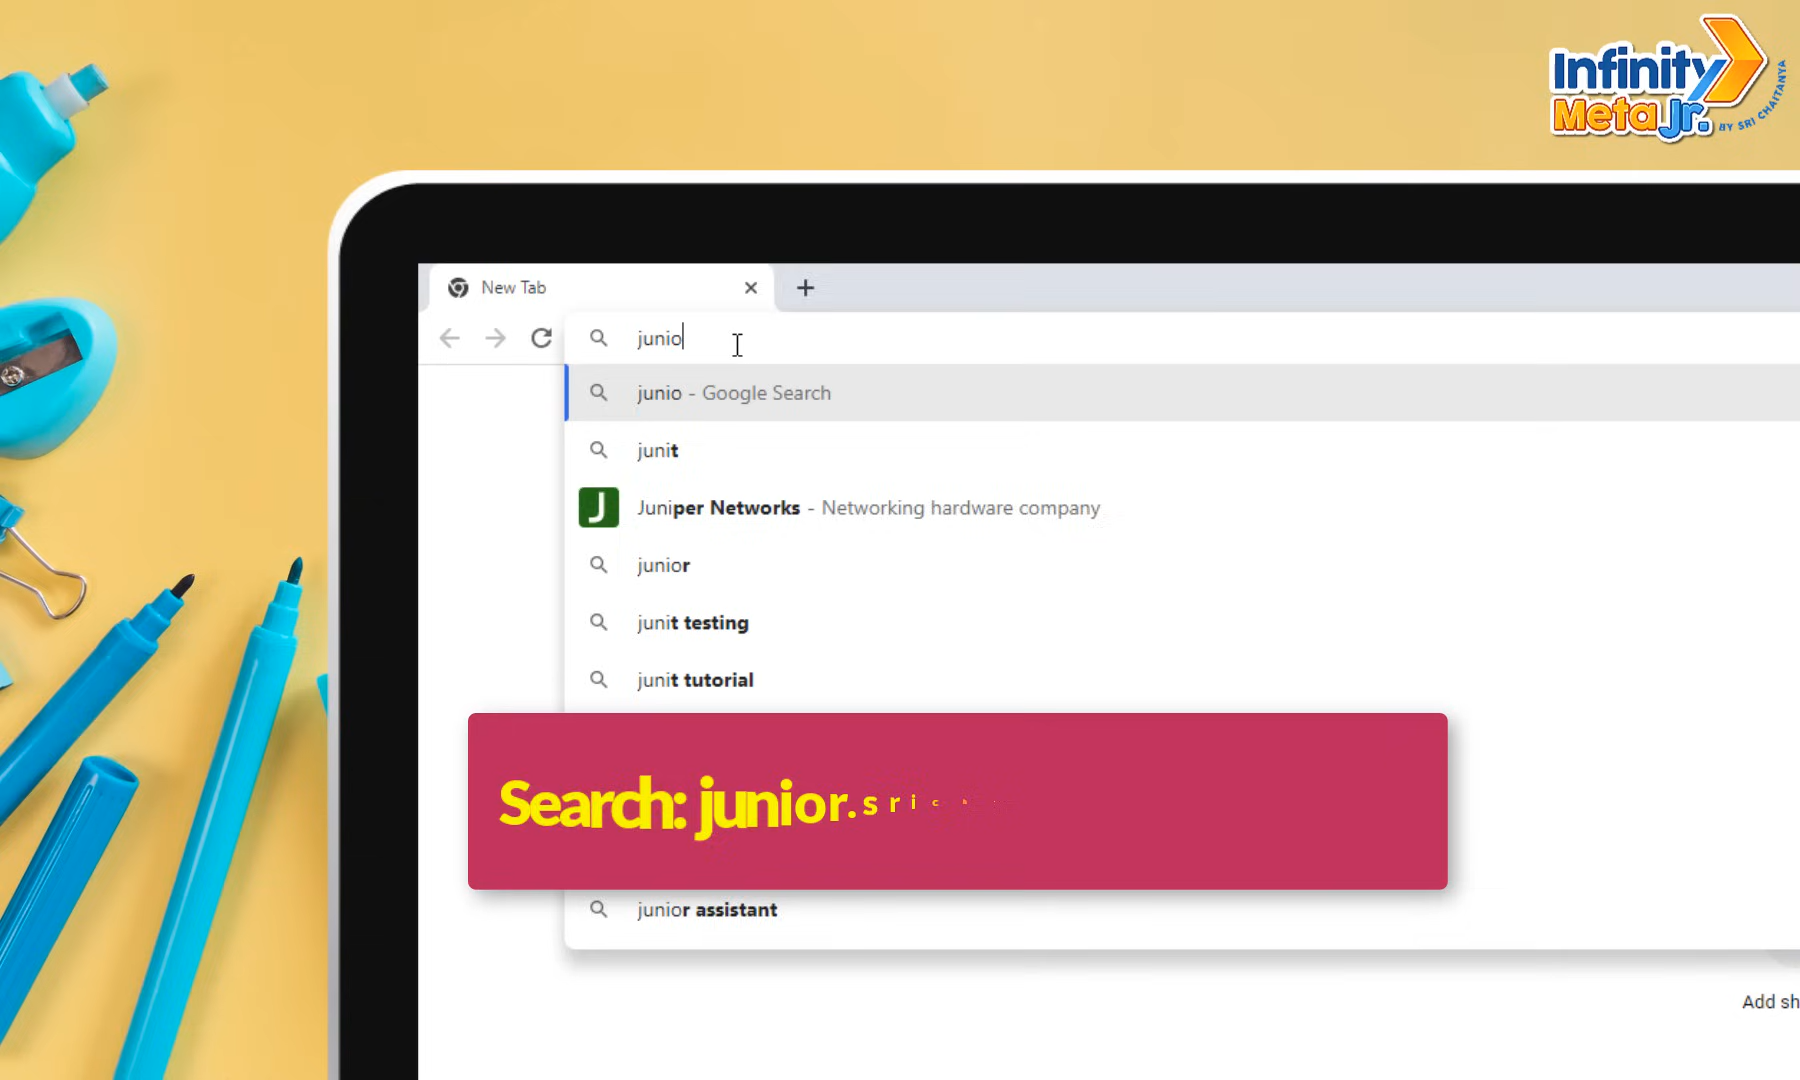 Infinity
Meta Jr.
BY SRI CHAITANYA
New Tab
junio
junio - Google Search
junit
Juniper Networks - Networking hardware company
junior
junit testing
junit tutorial
Search: junior.sric
junior assistant
Add sh